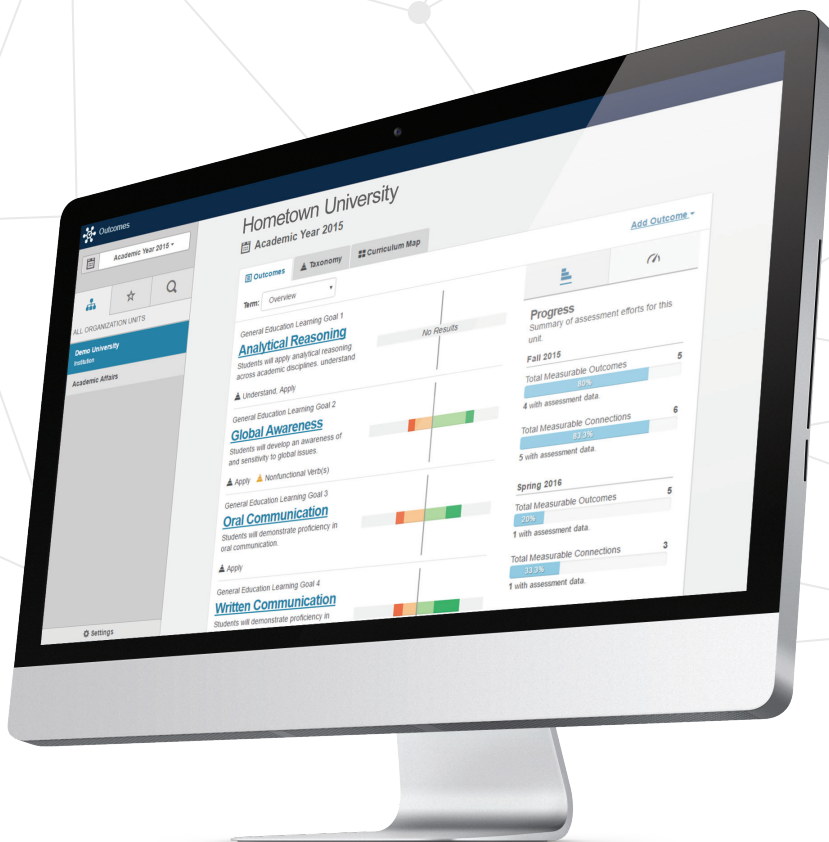 Outcomes
Academic Year 2015
ALL ORGANIZATION UNITS
Demo University
Institution
Academic Affairs
Settings
Hometown University
Academic Year 2015
Outcomes
Taxonomy
Curriculum Map
Add Outcome
Term:
Overview
General Education Learning Goal 1
Analytical Reasoning
Students will apply analytical reasoning
across academic disciplines. understand
Understand, Apply
No Results
General Education Learning Goal 2
Global Awareness
Students will develop an awareness of
and sensitivity to global issues.
Apply
Nonfunctional Verb(s)
General Education Learning Goal 3
Oral Communication
Students will demonstrate proficiency in
oral communication.
Apply
General Education Learning Goal 4
Written Communication
Students will demonstrate proficiency in
Progress
Summary of assessment efforts for this
unit.
Fall 2015
Total Measurable Outcomes 5
80%
4 with assessment data.
Total Measurable Connections 6
83.3%
5 with assessment data.
Spring 2016
Total Measurable Outcomes 5
20%
1 with assessment data.
Total Measurable Connections 3
33.3%
1 with assessment data.